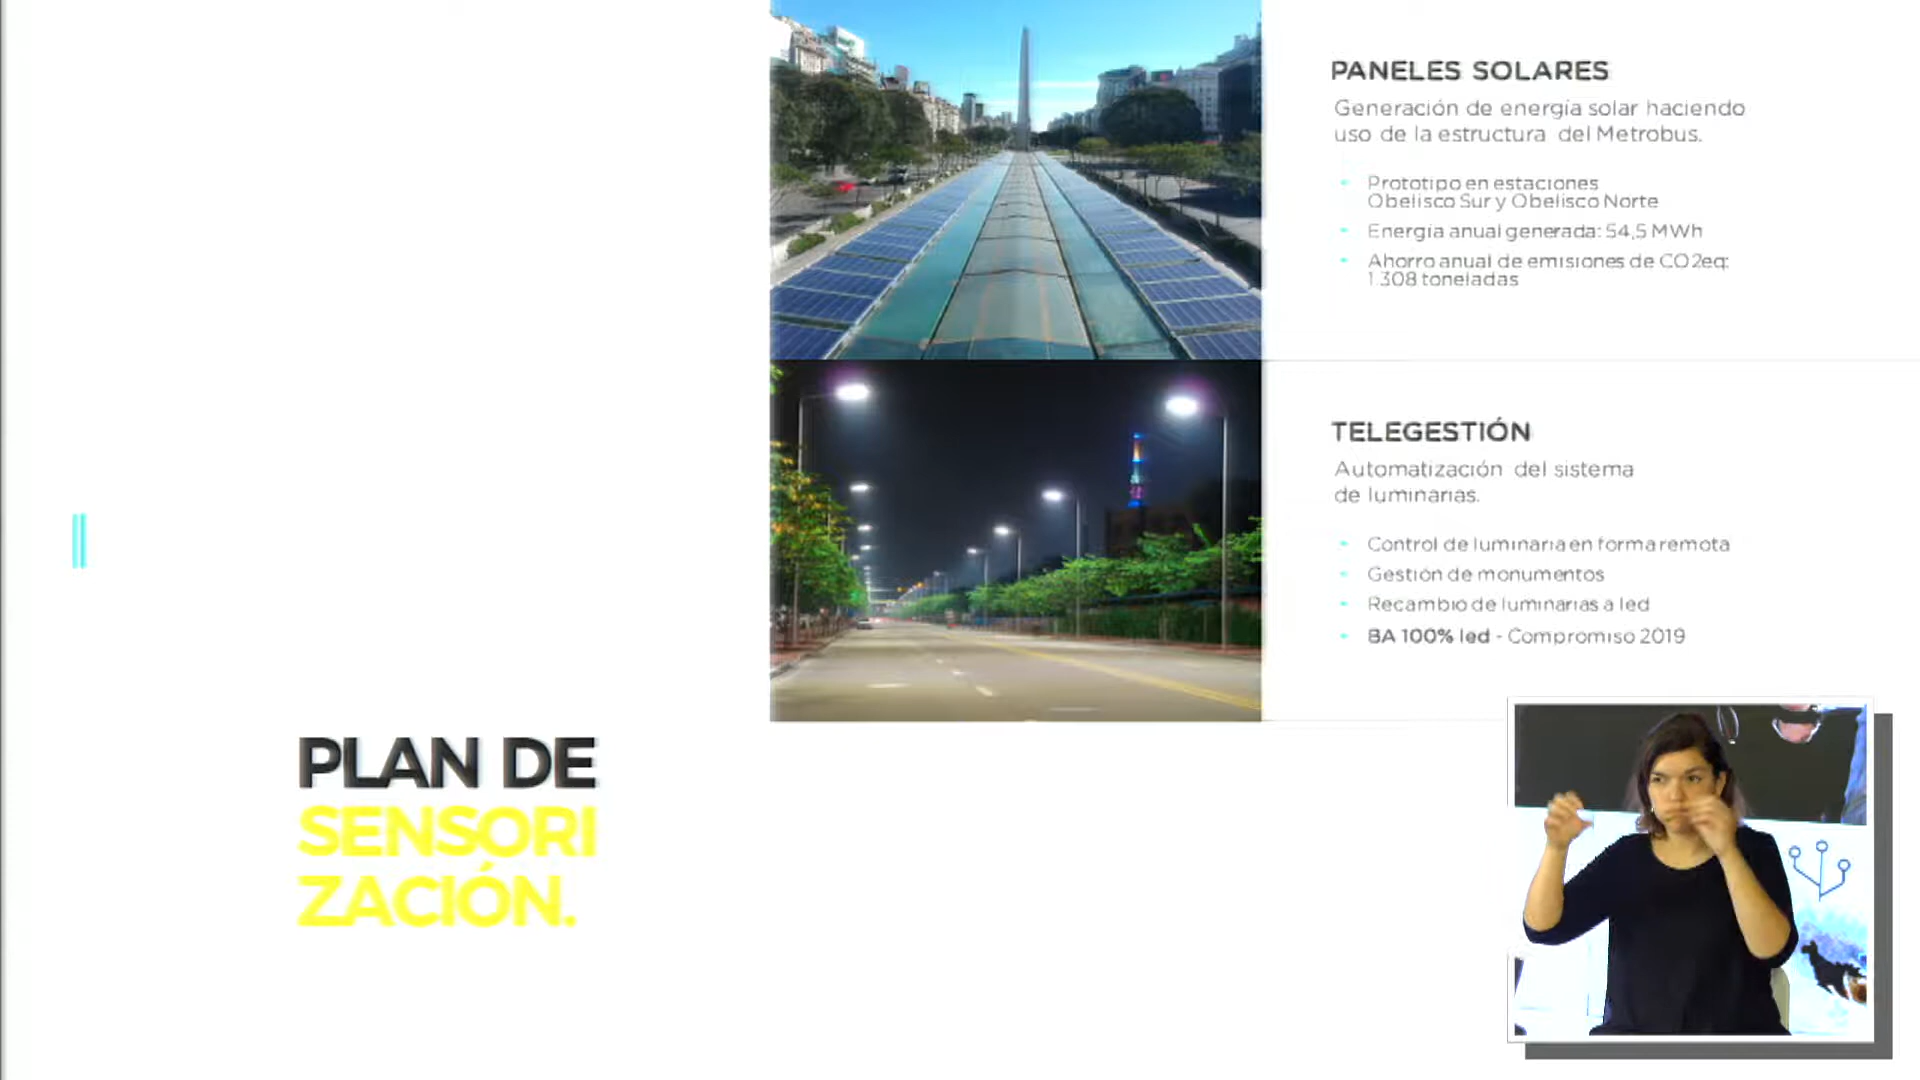 PLAN DE
SENSORI
ZACIÓN.
PANELES SOLARES
Generación de energía solar haciendo
uso de la estructura del Metrobus.
Prototipo en estaciones
Obelisco Sur y Obelisco Norte
Energía anual generada: 54,5 MWh
Ahorro anual de emisiones de CO2eq:
1.308 toneladas
TELEGESTIÓN
Automatización del sistema
de luminarias.
Control de luminaria en forma remota
Gestión de monumentos
Recambio de luminarias a led
BA 100% led - Compromiso 2019